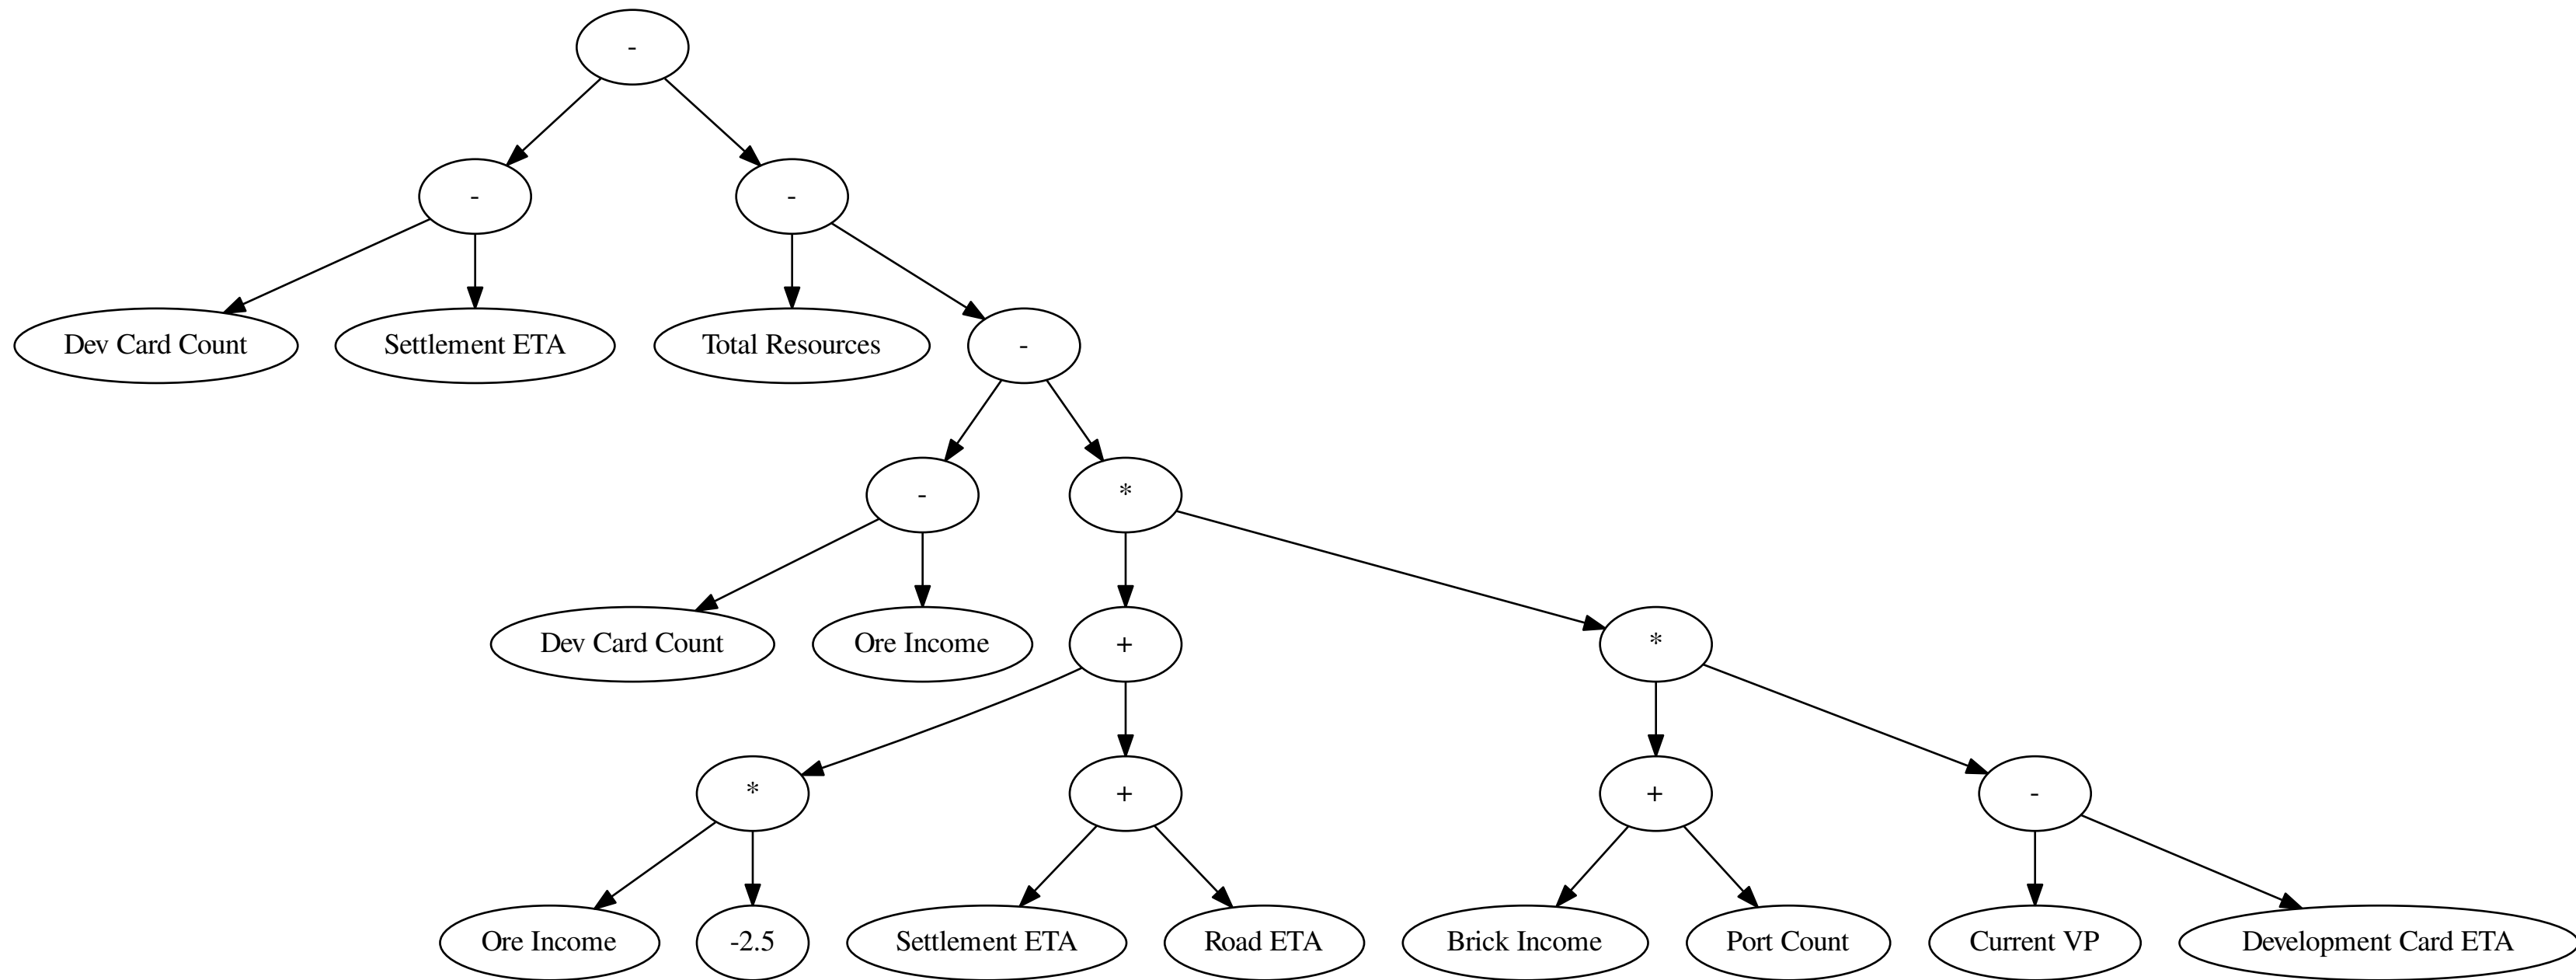 -
-
-
Dev Card Count
Settlement ETA
Total Resources
-
-
*
Dev Card Count
Ore Income
+
*
*
+
+
-
Ore Income
-2.5
Settlement ETA
Road ETA
Brick Income
Port Count
Current VP
Development Card ETA